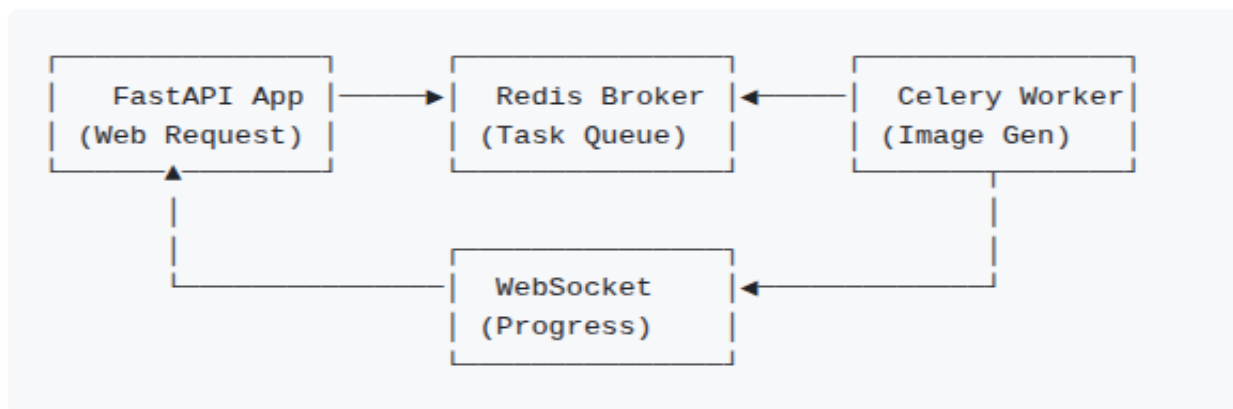 FastAPI App
(Web Request)
Redis Broker
(Task Queue)
Celery Worker
(Image Gen)
WebSocket
(Progress)